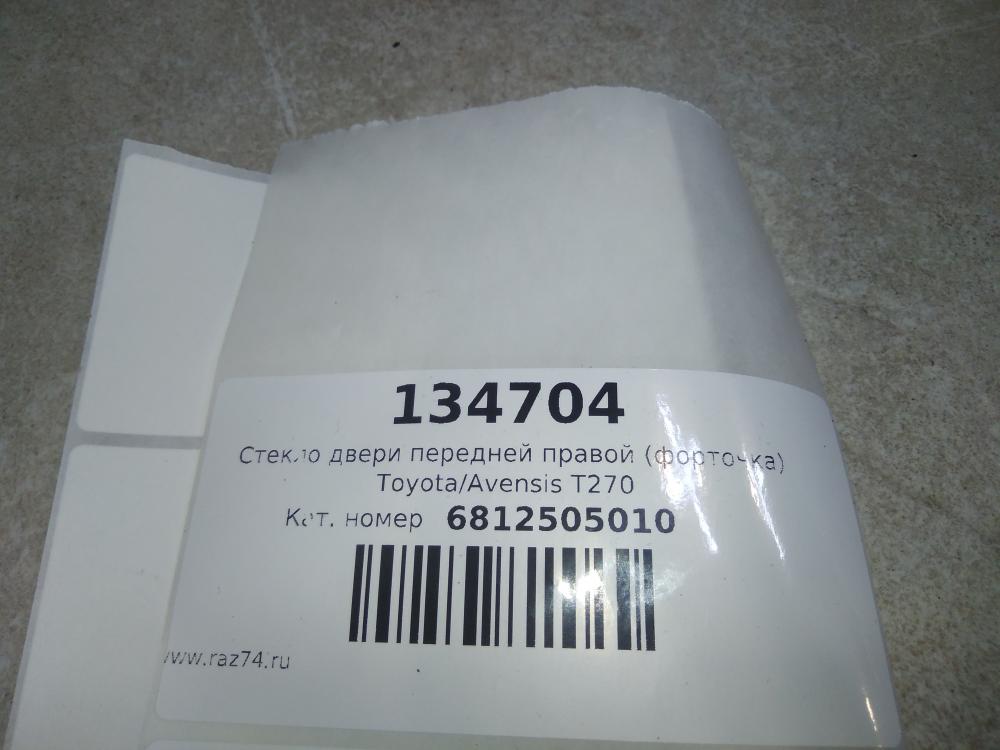 134704
Стекло двери передней правой (форточка)
Toyota/Avensis T270
Кат. номер 6812505010
www.raz74.ru